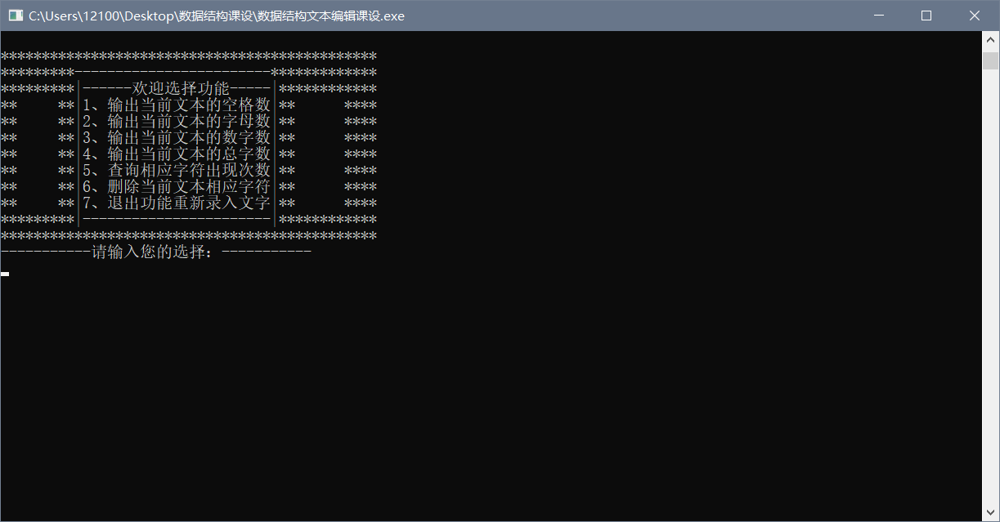 C:\Users\12100\Desktop\数据结构课设\数据结构文本编辑课设.exe
**********************************************
*********------------------------*************
*********|------欢迎选择功能-----|************
**     **|1、输出当前文本的空格数|**      ****
**     **|2、输出当前文本的字母数|**      ****
**     **|3、输出当前文本的数字数|**      ****
**     **|4、输出当前文本的总字数|**      ****
**     **|5、查询相应字符出现次数|**      ****
**     **|6、删除当前文本相应字符|**      ****
**     **|7、退出功能重新录入文字|**      ****
*********|-----------------------|************
**********************************************
-----------请输入您的选择：-----------